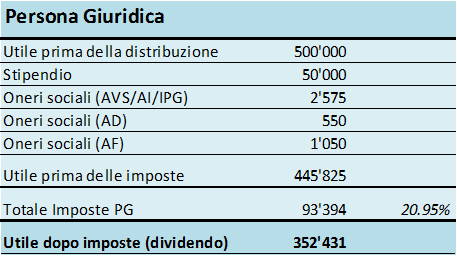 Persona Giuridica
Utile prima della distribuzione 500'000
Stipendio 50'000
Oneri sociali (AVS/AI/IPG) 2'575
Oneri sociali (AD) 550
Oneri sociali (AF) 1'050
Utile prima delle imposte 445'825
Totale Imposte PG 93'394 20.95%
Utile dopo imposte (dividendo) 352'431